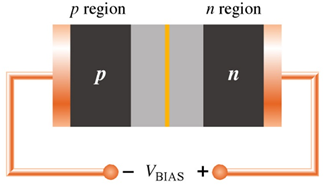 p region n region
p n
− V_BIAS +